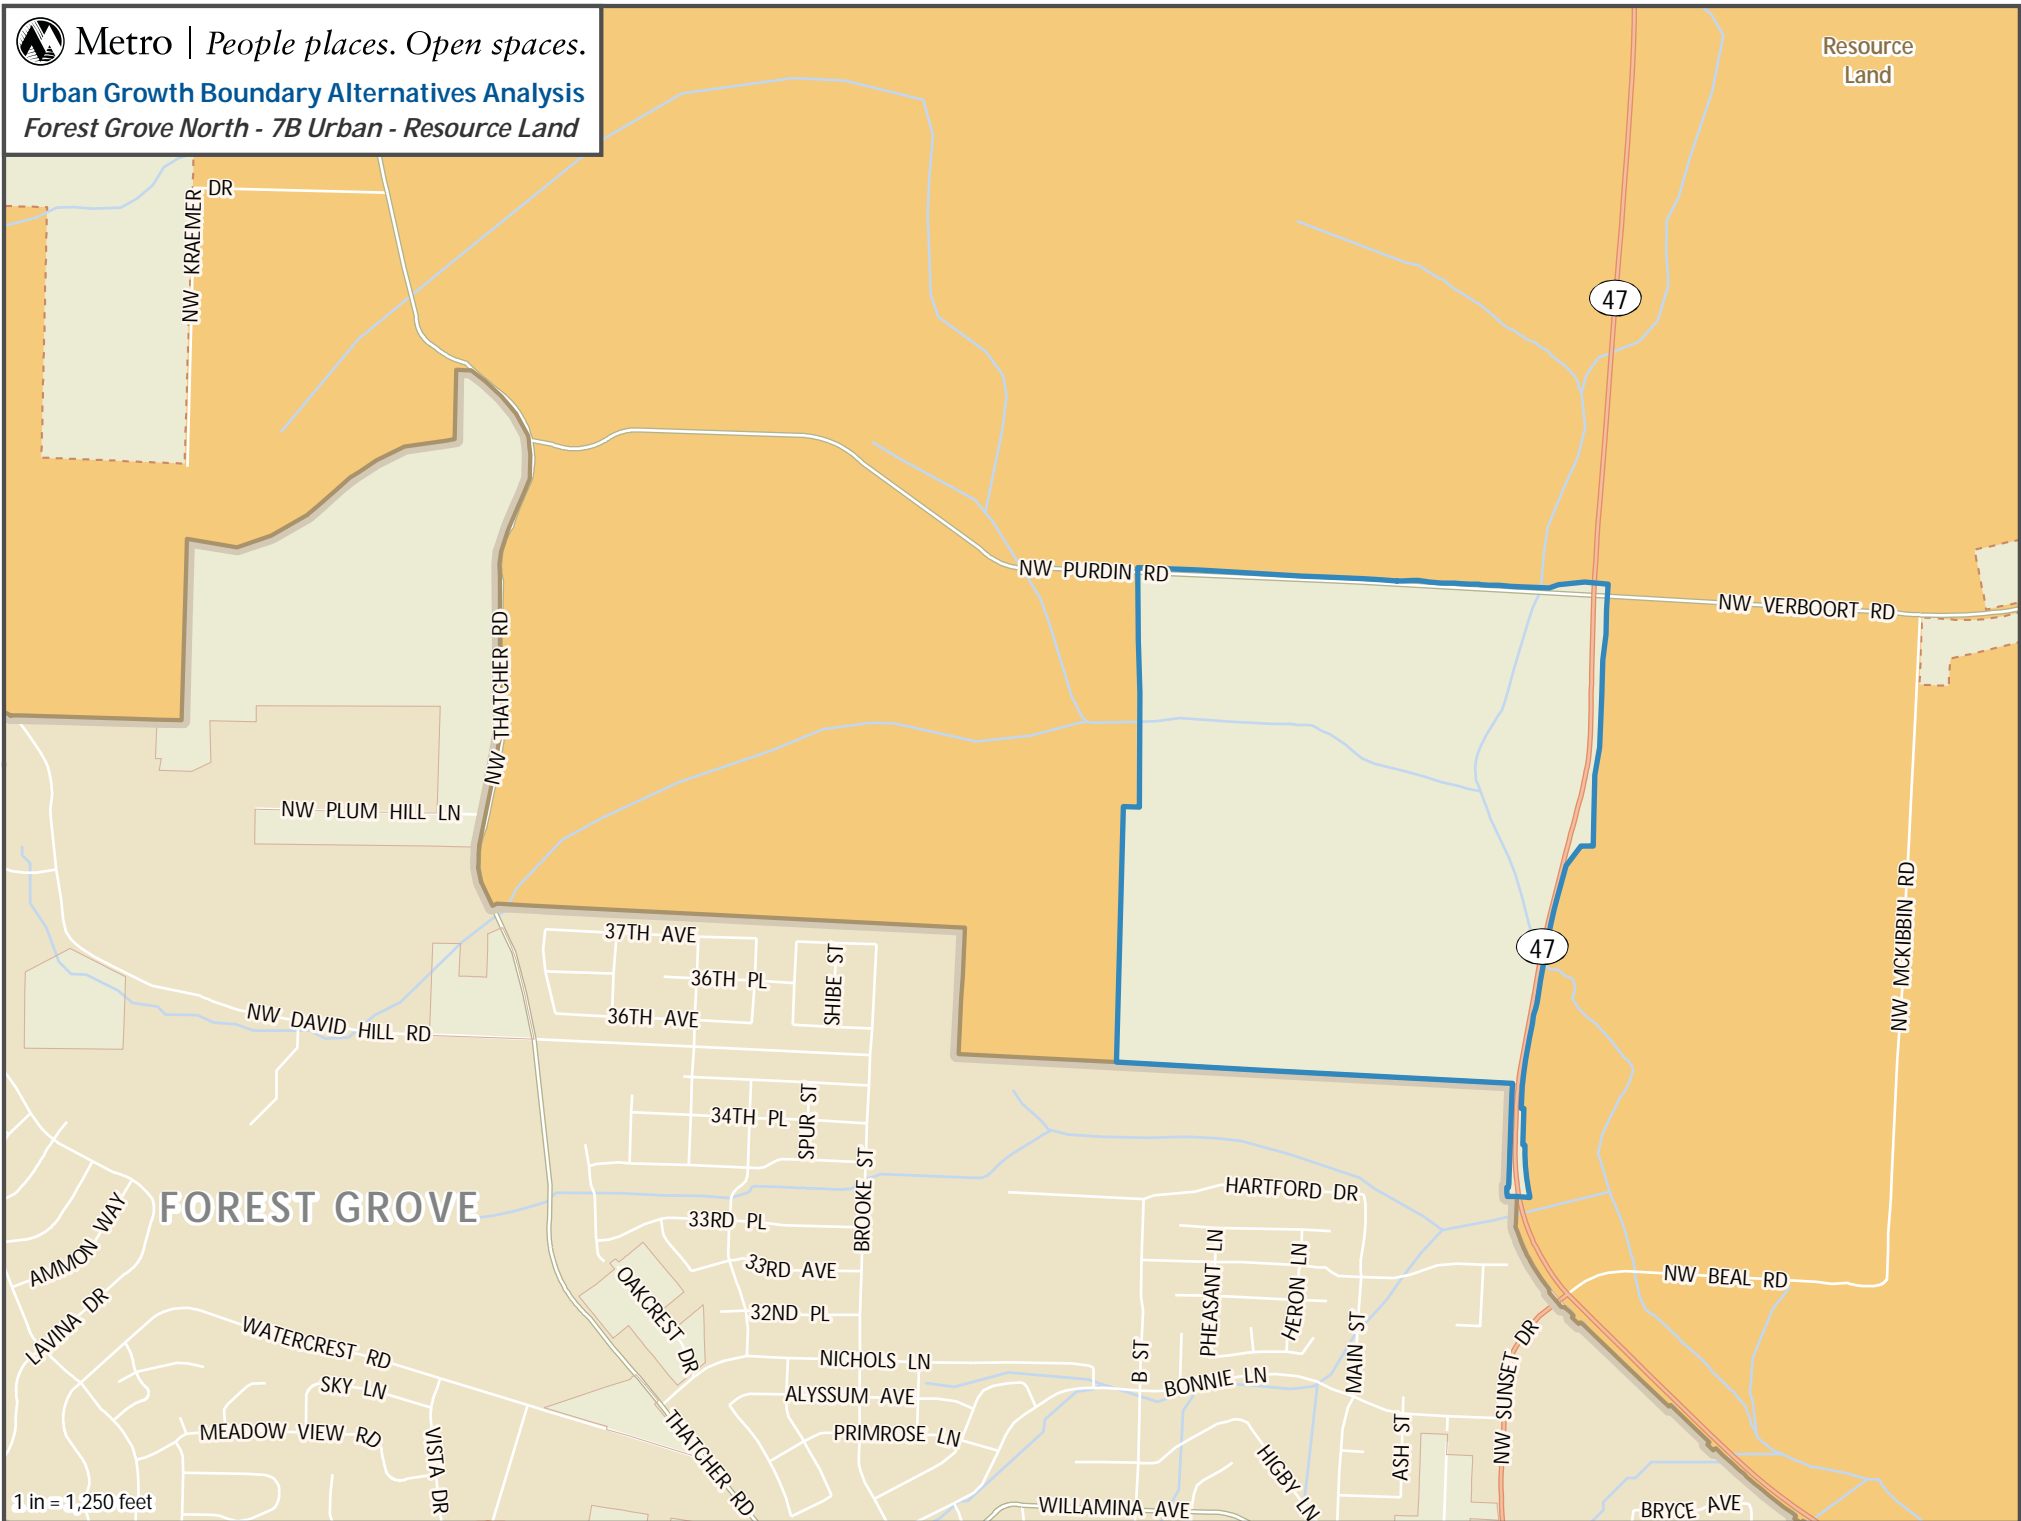 Metro | People places. Open spaces.
Urban Growth Boundary Alternatives Analysis
Forest Grove North - 7B Urban - Resource Land
Resource
Land
NW KRAEMER DR
47
NW PURDIN RD
NW VERBOORT RD
NW THATCHER RD
NW PLUM HILL LN
NW MCKIBBIN RD
37TH AVE
36TH PL
SHIBE ST
47
36TH AVE
NW DAVID HILL RD
34TH PL
SPUR ST
BROOKE ST
FOREST GROVE
HARTFORD DR
33RD PL
AMMON WAY
33RD AVE
PHEASANT LN
HERON LN
NW BEAL RD
OAKCREST DR
32ND PL
LAVINA DR
WATERCREST RD
NICHOLS LN
B ST
MAIN ST
NW SUNSET DR
SKY LN
ALYSSUM AVE
BONNIE LN
MEADOW VIEW RD
VISTA DR
THATCHER RD
PRIMROSE LN
HIGBY LN
ASH ST
1 in = 1,250 feet
WILLAMINA AVE
BRYCE AVE